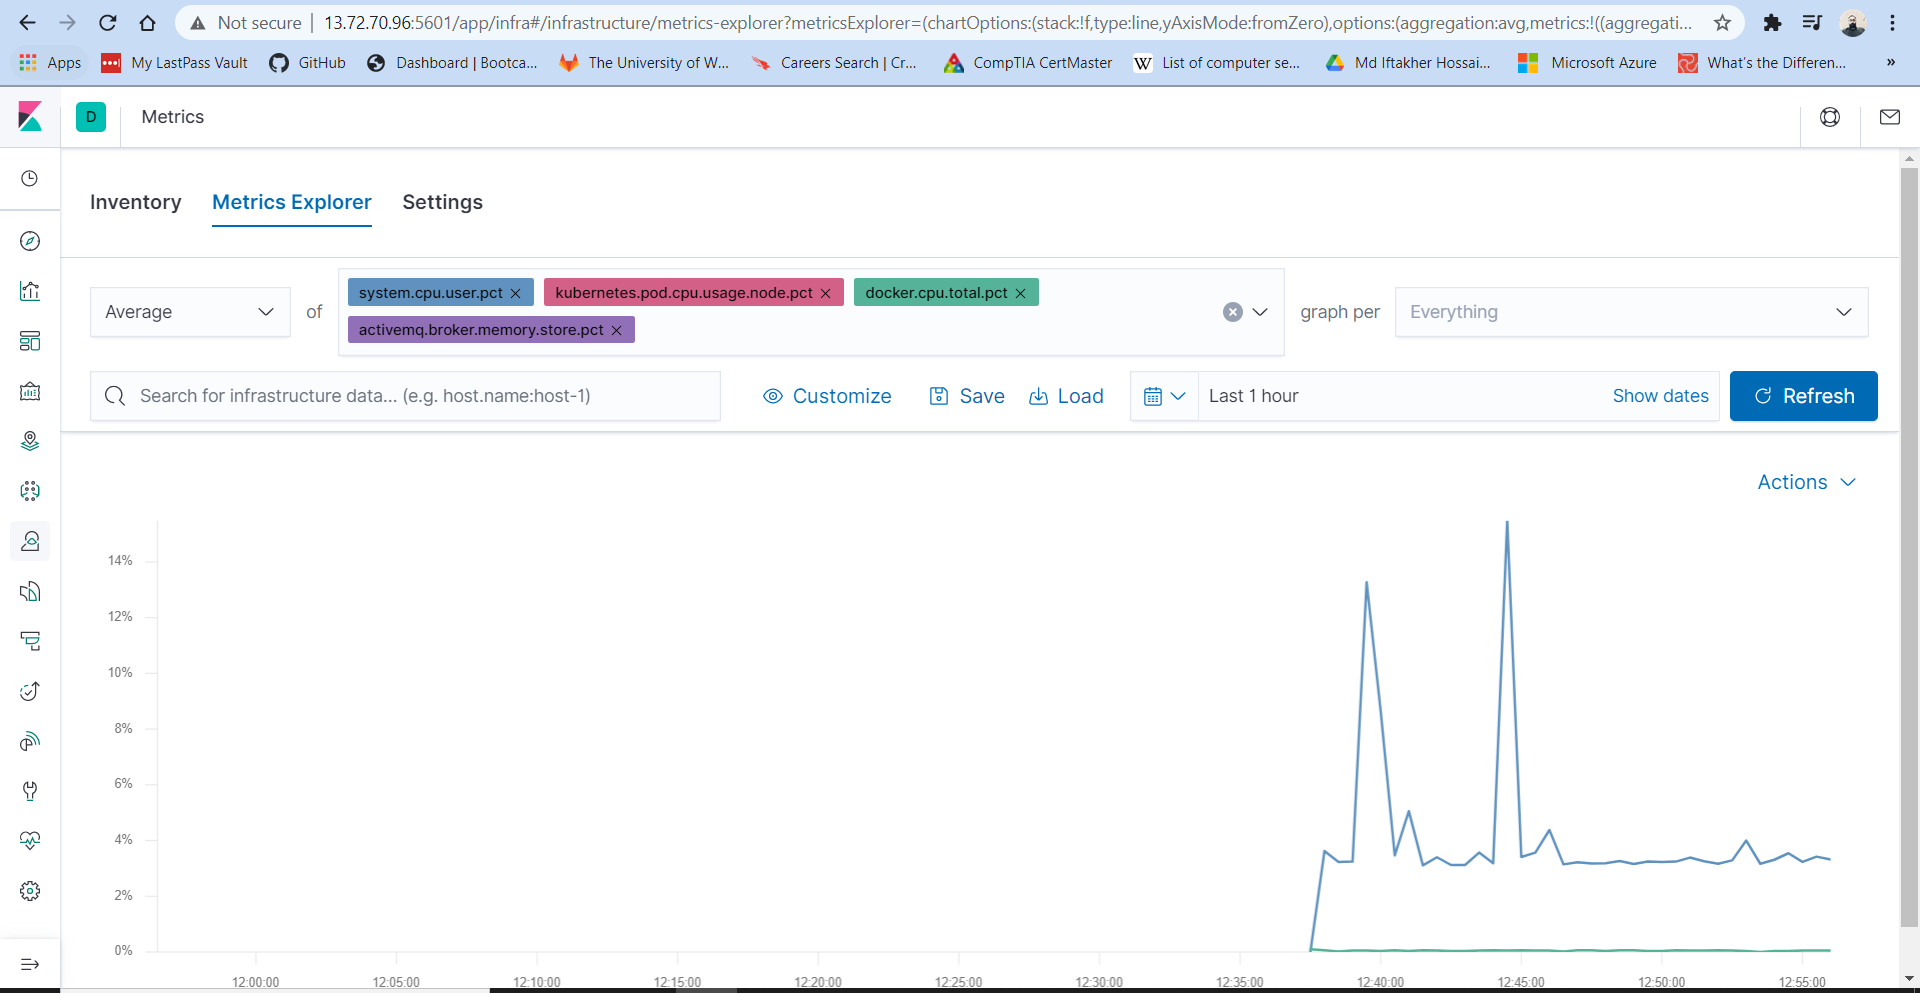 Not secure | 13.72.70.96:5601/app/infra#/infrastructure/metrics-explorer?metricsExplorer=(chartOptions:(stack:!f,type:line,yAxisMode:fromZero),options:(aggregation:avg,metrics:!((aggregati...
Apps My LastPass Vault GitHub Dashboard | Bootca... The University of W... Careers Search | Cr... CompTIA CertMaster W List of computer se... Md Iftakher Hossai... Microsoft Azure What's the Differen... »
D Metrics
Inventory Metrics Explorer Settings
system.cpu.user.pct × kubernetes.pod.cpu.usage.node.pct × docker.cpu.total.pct ×
Average of graph per Everything
activemq.broker.memory.store.pct ×
Search for infrastructure data... (e.g. host.name:host-1) Customize Save Load Last 1 hour Show dates Refresh
Actions
14%
12%
10%
8%
6%
4%
2%
0%
12:00:00 12:05:00 12:10:00 12:15:00 12:20:00 12:25:00 12:30:00 12:35:00 12:40:00 12:45:00 12:50:00 12:55:00